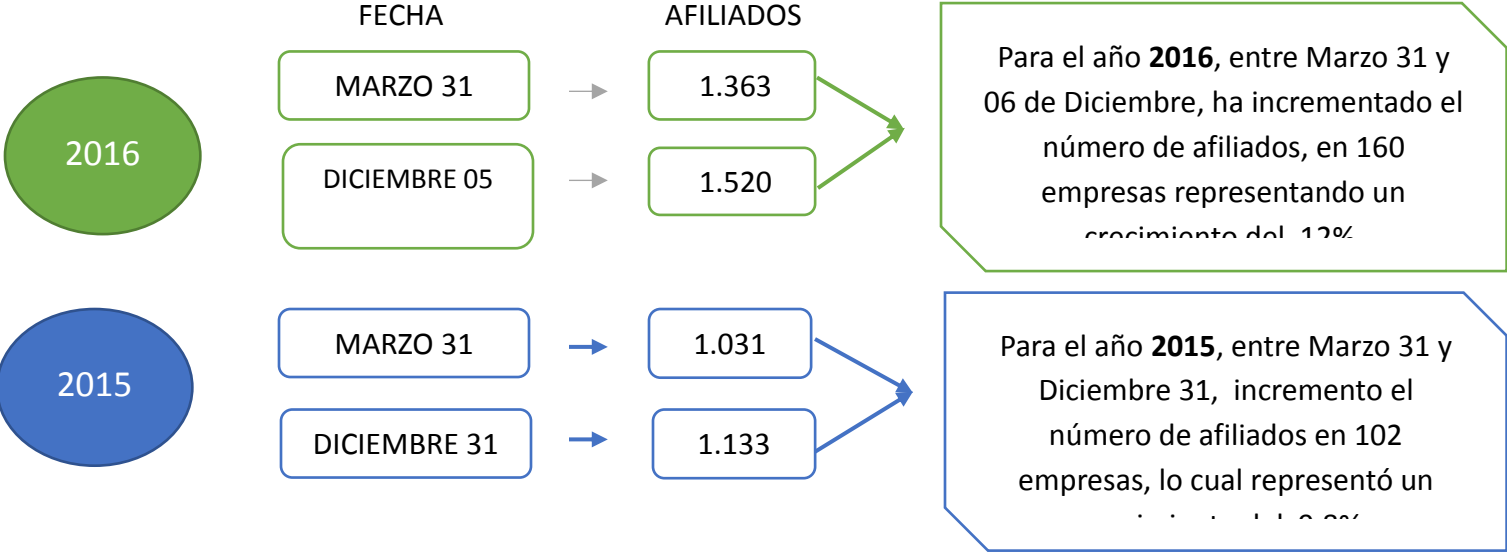 FECHA AFILIADOS
2016
MARZO 31 1.363
DICIEMBRE 05 1.520
Para el año 2016, entre Marzo 31 y
06 de Diciembre, ha incrementado el
número de afiliados, en 160
empresas representando un
crecimiento del 12%
2015
MARZO 31 1.031
DICIEMBRE 31 1.133
Para el año 2015, entre Marzo 31 y
Diciembre 31, incremento el
número de afiliados en 102
empresas, lo cual representó un